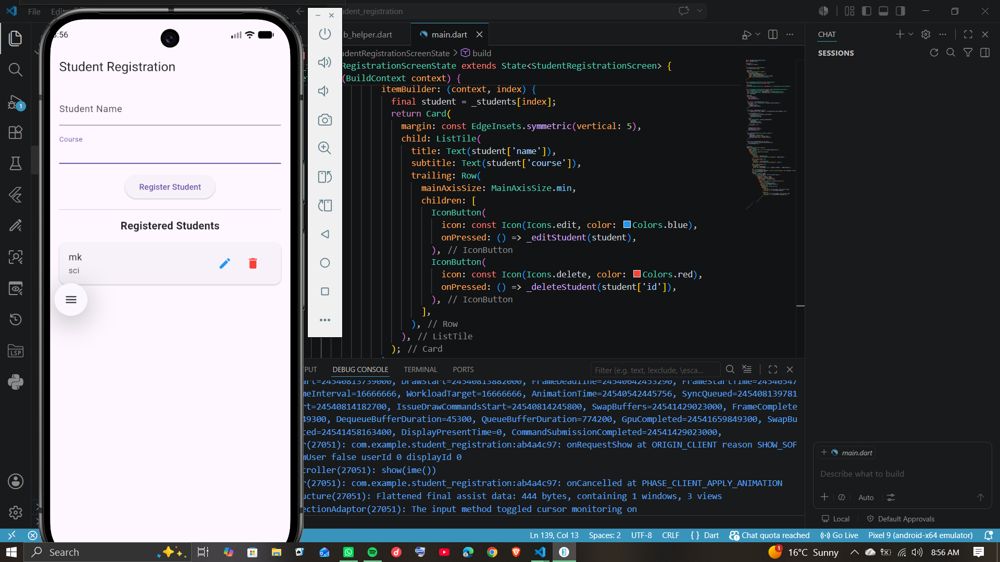 File
Edit
student_registration
:56
Student Registration
Student Name
Course
Register Student
Registered Students
mk
sci
b_helper.dart
main.dart
udentRegistrationScreenState > build
RegistrationScreenState extends State<StudentRegistrationScreen> {
(BuildContext context) {
itemBuilder: (context, index) {
final student = _students[index];
return Card(
margin: const EdgeInsets.symmetric(vertical: 5),
child: ListTile(
title: Text(student['name']),
subtitle: Text(student['course']),
trailing: Row(
mainAxisSize: MainAxisSize.min,
children: [
IconButton(
icon: const Icon(Icons.edit, color: Colors.blue),
onPressed: () => _editStudent(student),
), // IconButton
IconButton(
icon: const Icon(Icons.delete, color: Colors.red),
onPressed: () => _deleteStudent(student['id']),
), // IconButton
],
), // Row
), // ListTile
); // Card
PUT
DEBUG CONSOLE
TERMINAL
PORTS
Filter (e.g. text, !exclude, \esca...
art=24540813739000, DrawStart=24540813882000, FrameDeadline=24540642453290, FrameStartTime=24540547
meInterval=16666666, WorkloadTarget=16666666, AnimationTime=24540542445756, SyncQueued=245408139781
rt=24540814182700, IssueDrawCommandsStart=24540814245800, SwapBuffers=24541429023000, FrameComplete
49300, DequeueBufferDuration=45300, QueueBufferDuration=774200, GpuCompleted=24541659849300, SwapBu
ted=24541458163400, DisplayPresentTime=0, CommandSubmissionCompleted=24541429023000,
r(27051): com.example.student_registration:ab4a4c97: onRequestShow at ORIGIN_CLIENT reason SHOW_SOF
mUser false userId 0 displayId 0
troller(27051): show(ime())
r(27051): com.example.student_registration:ab4a4c97: onCancelled at PHASE_CLIENT_APPLY_ANIMATION
ucture(27051): Flattened final assist data: 444 bytes, containing 1 windows, 3 views
ectionAdaptor(27051): The input method toggled cursor monitoring on
CHAT
SESSIONS
main.dart
Describe what to build
Auto
Local
Default Approvals
1
LSP
Ln 139, Col 13
Spaces: 2
UTF-8
CRLF
{ } Dart
Chat quota reached
Go Live
Pixel 9 (android-x64 emulator)
Search
1
16°C Sunny
8:56 AM